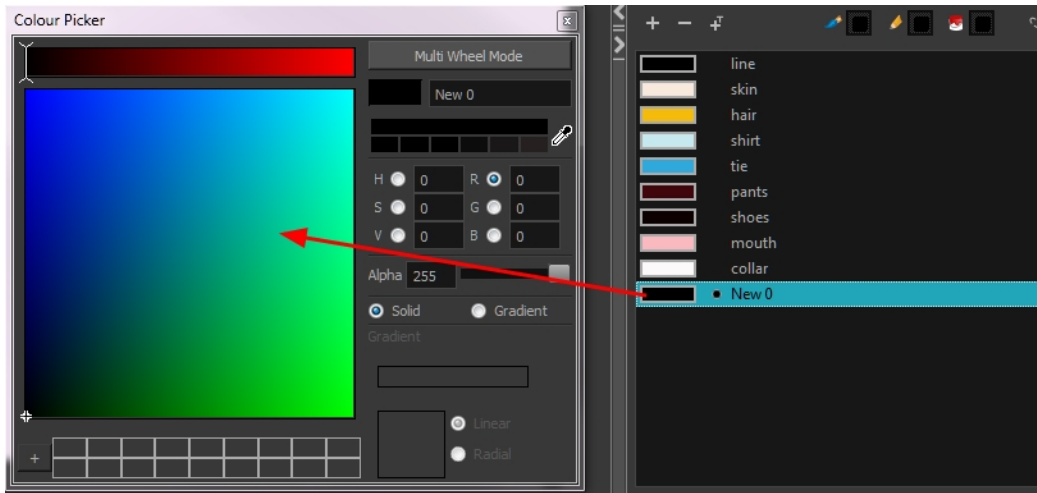 Colour Picker
Multi Wheel Mode
New 0
H 0 R 0
S 0 G 0
V 0 B 0
Alpha 255
Solid Gradient
Gradient
Linear
Radial
+
+ -
line
skin
hair
shirt
tie
pants
shoes
mouth
collar
New 0